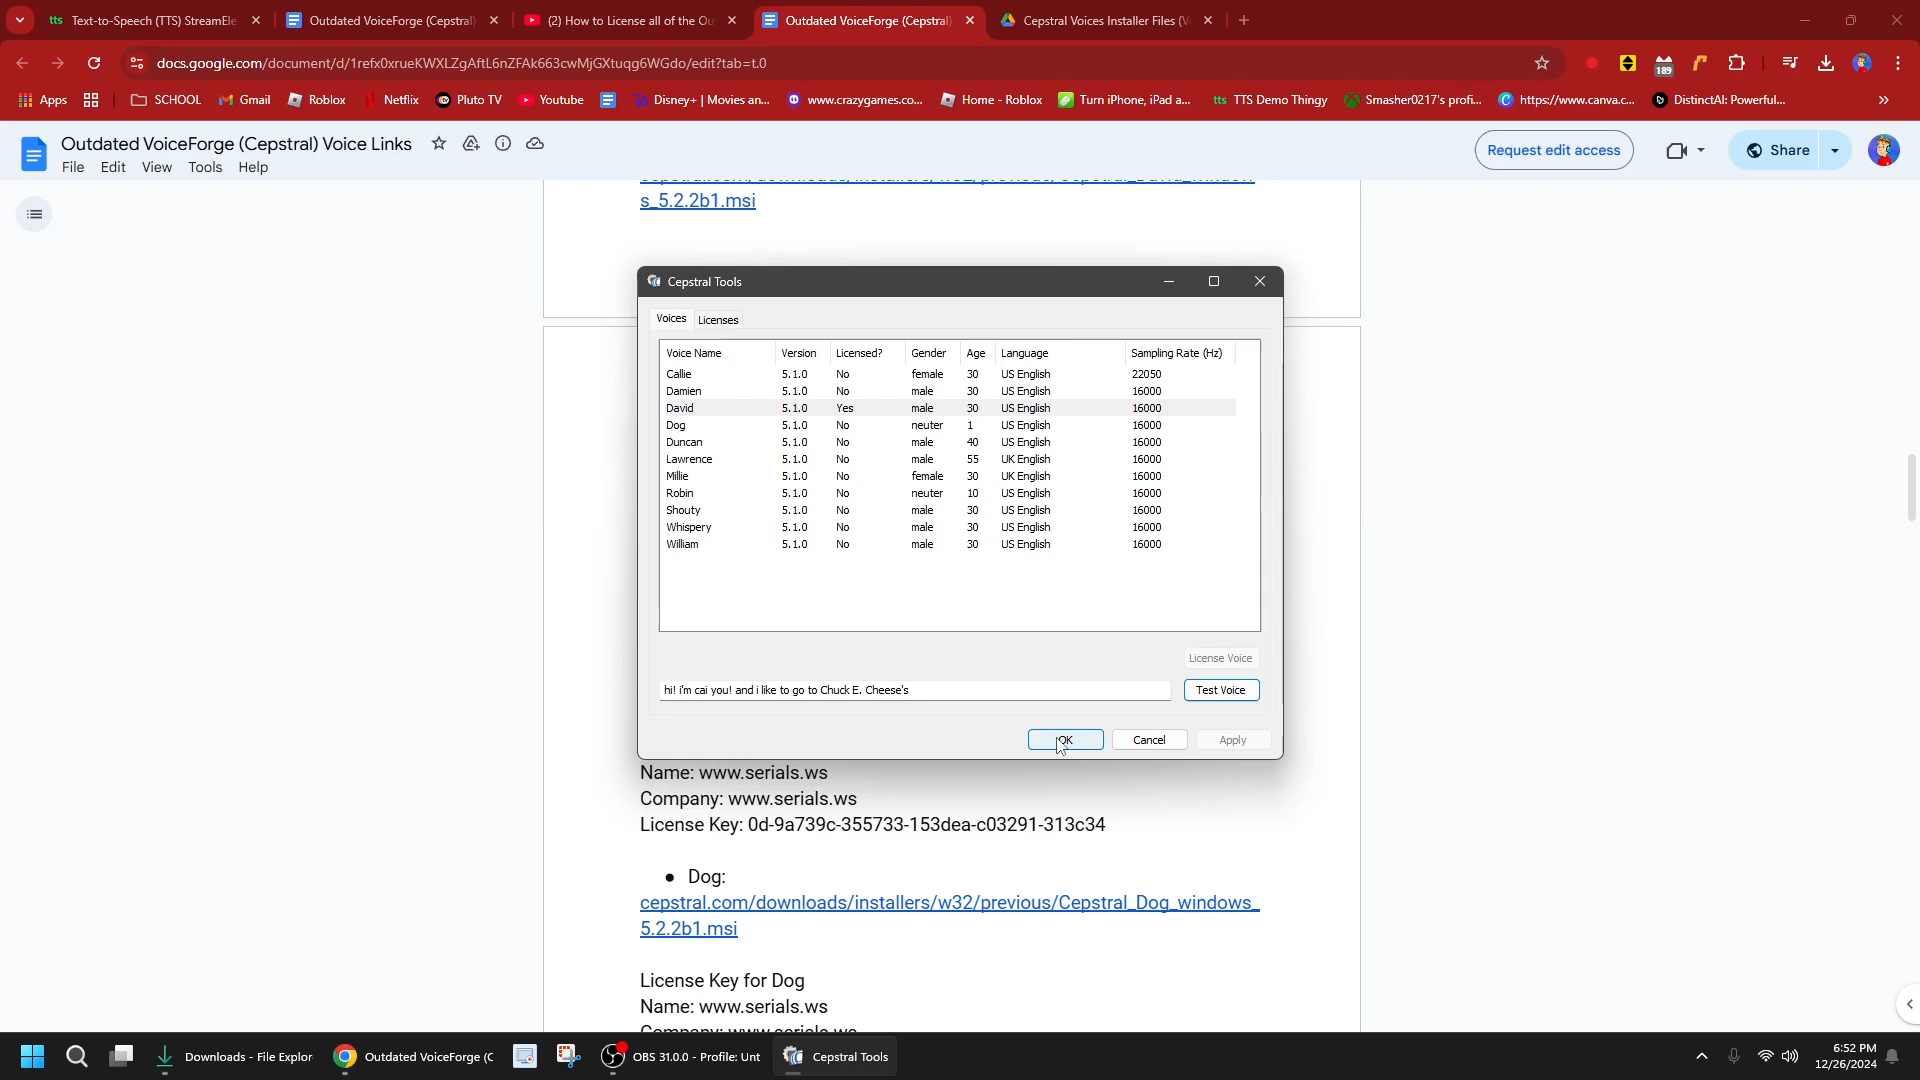 Text-to-Speech (TTS) StreamEle
Outdated VoiceForge (Cepstral)
(2) How to License all of the Ou
Outdated VoiceForge (Cepstral)
Cepstral Voices Installer Files (V
docs.google.com/document/d/1refx0xrueKWXLZgAftL6nZFAk663cwMjGXtuqg6WGdo/edit?tab=t.0
189
Apps
SCHOOL
Gmail
Roblox
Netflix
Pluto TV
Youtube
Disney+ | Movies an...
www.crazygames.co...
Home - Roblox
Turn iPhone, iPad a...
TTS Demo Thingy
Smasher0217's profi...
https://www.canva.c...
DistinctAI: Powerful...
Outdated VoiceForge (Cepstral) Voice Links
Request edit access
Share
File Edit View Tools Help
s_5.2.2b1.msi
Cepstral Tools
Voices Licenses
Voice Name Version Licensed? Gender Age Language Sampling Rate (Hz)
Callie 5.1.0 No female 30 US English 22050
Damien 5.1.0 No male 30 US English 16000
David 5.1.0 Yes male 30 US English 16000
Dog 5.1.0 No neuter 1 US English 16000
Duncan 5.1.0 No male 40 US English 16000
Lawrence 5.1.0 No male 55 UK English 16000
Millie 5.1.0 No female 30 UK English 16000
Robin 5.1.0 No neuter 10 US English 16000
Shouty 5.1.0 No male 30 US English 16000
Whispery 5.1.0 No male 30 US English 16000
William 5.1.0 No male 30 US English 16000
License Voice
hi! i'm cai you! and i like to go to Chuck E. Cheese's
Test Voice
OK Cancel Apply
Name: www.serials.ws
Company: www.serials.ws
License Key: 0d-9a739c-355733-153dea-c03291-313c34
● Dog:
cepstral.com/downloads/installers/w32/previous/Cepstral_Dog_windows_
5.2.2b1.msi
License Key for Dog
Name: www.serials.ws
Company: www.serials.ws
Downloads - File Explor
Outdated VoiceForge (C
OBS 31.0.0 - Profile: Unt
Cepstral Tools
6:52 PM
12/26/2024